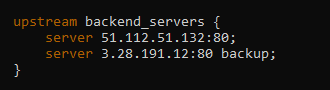 upstream backend_servers {
    server 51.112.51.132:80;
    server 3.28.191.12:80 backup;
}